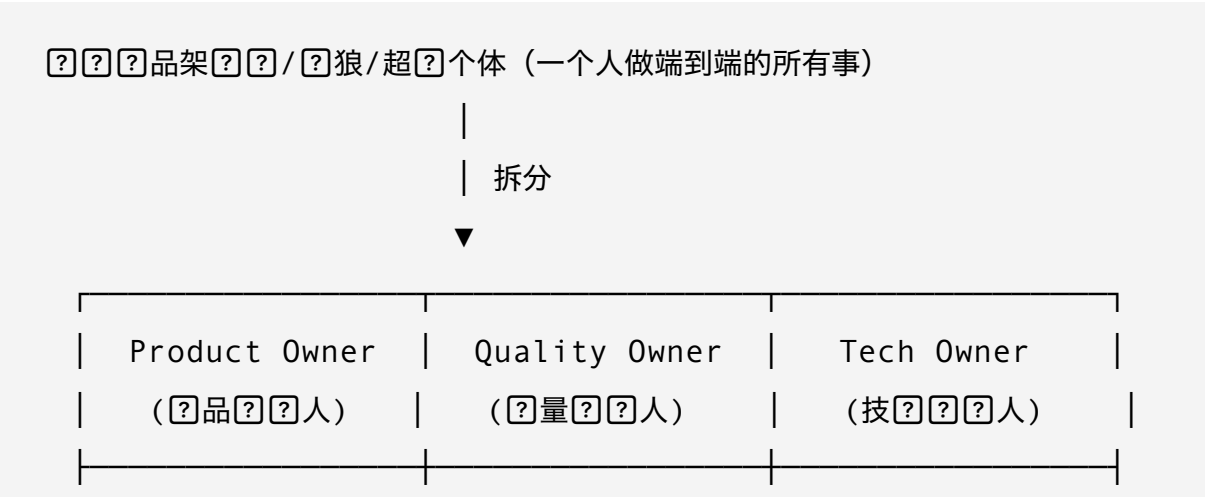 品架/狼/超个体（一个人做端到端的所有事）
拆分
Product Owner Quality Owner Tech Owner
(品人) (量人) (技人)